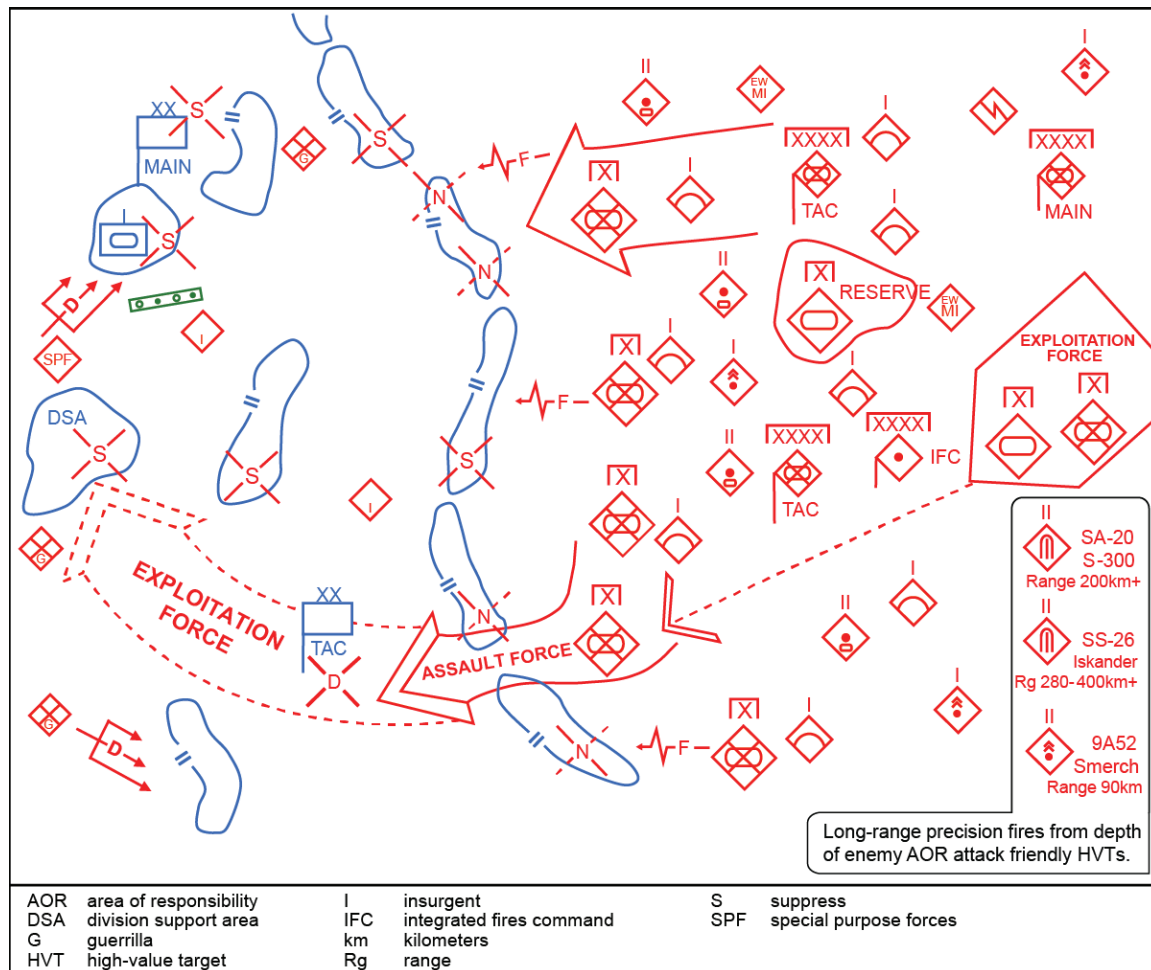 I
II
EW
MI
I
XX
S
S
XXXX
XXXX
MAIN
G
F
X
I
TAC
MAIN
N
I
I
S
N
II
X
RESERVE
EW
MI
D
I
X
I
I
I
EXPLOITATION
FORCE
SPF
F
X
X
DSA
II
XXXX
XXXX
IFC
S
S
S
X
TAC
I
I
II
SA-20
S-300
Range 200km+
G
EXPLOITATION
FORCE
XX
TAC
N
X
II
I
II
SS-26
Iskander
Rg 280-400km+
D
ASSAULT FORCE
G
D
N
F
X
I
I
II
9A52
Smerch
Range 90km
Long-range precision fires from depth
of enemy AOR attack friendly HVTs.
AOR area of responsibility
DSA division support area
G guerrilla
HVT high-value target
I insurgent
IFC integrated fires command
km kilometers
Rg range
S suppress
SPF special purpose forces